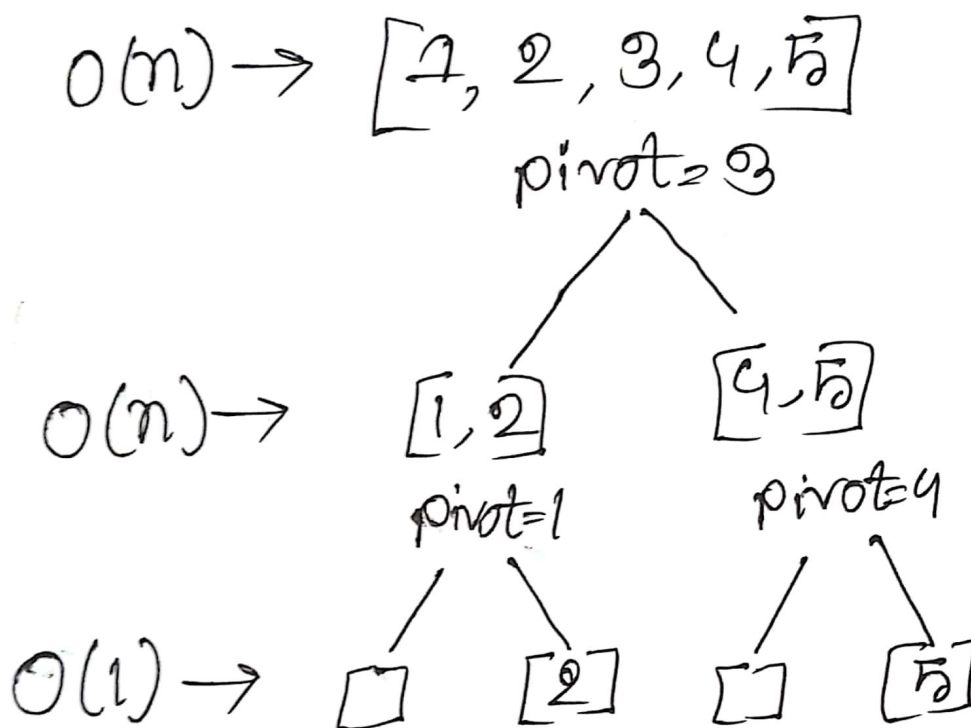 O(n) → [1, 2, 3, 4, 5]
pivot = 3
O(n) → [1, 2] [4, 5]
pivot=1 pivot=4
O(1) → [ ] [2] [ ] [5]